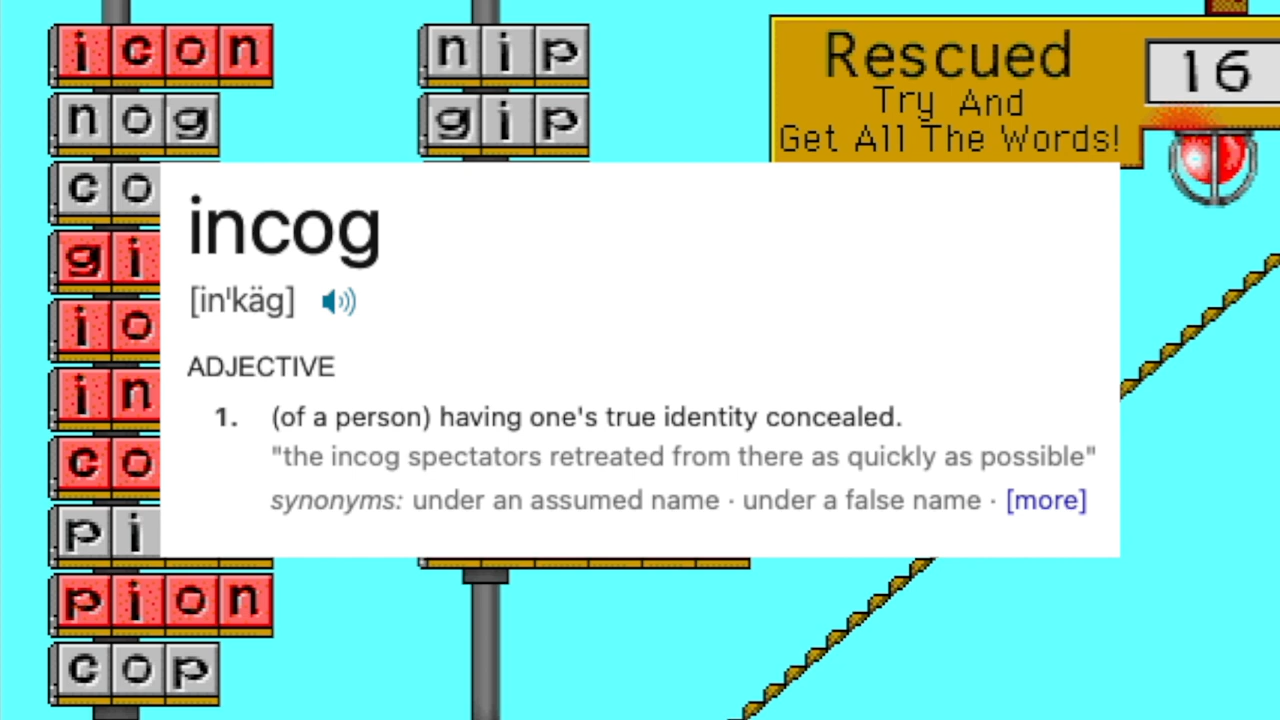 icon
nog
co
gi
io
in
co
pi
pion
cop
nip
gip
Rescued
Try And
Get All The Words!
16
incog
[in'käg]
ADJECTIVE
1. (of a person) having one's true identity concealed.
"the incog spectators retreated from there as quickly as possible"
synonyms: under an assumed name · under a false name · [more]